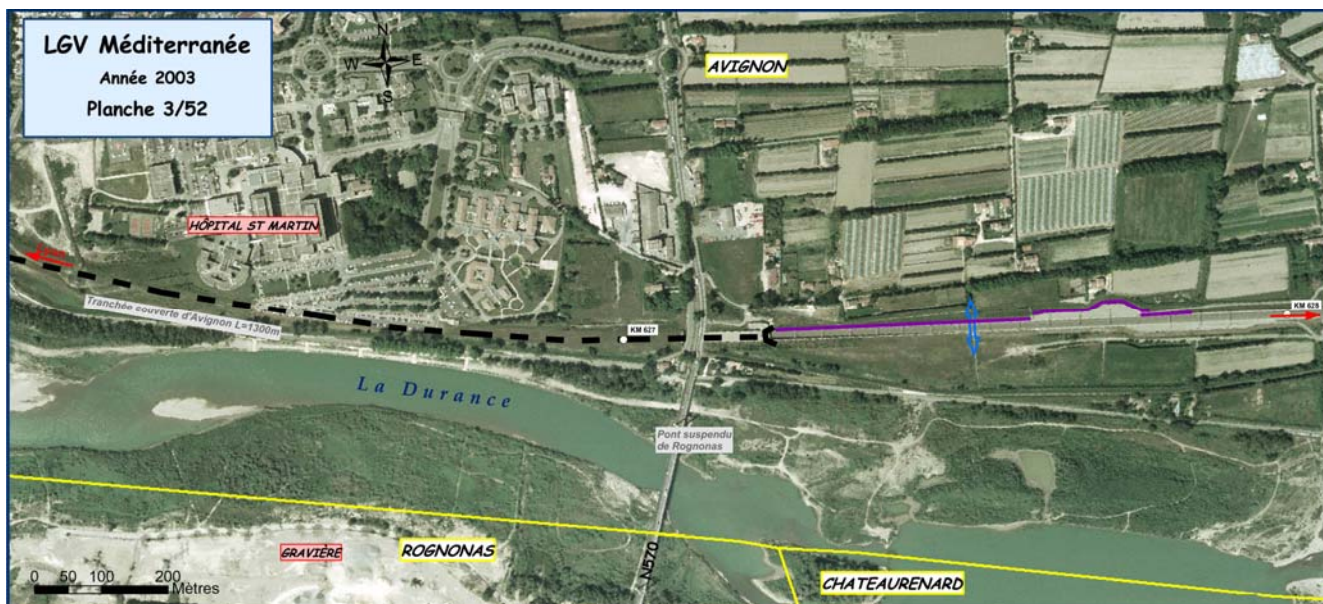 LGV Méditerranée
Année 2003
Planche 3/52
N
W E
S
AVIGNON
HÔPITAL ST MARTIN
Lyon
Tranchée couverte d'Avignon L=1300m
KM 627
KM 628
La Durance
Pont suspendu
de Rognonas
N570
GRAVIÈRE
ROGNONAS
CHATEAURENARD
0 50 100 200
Mètres